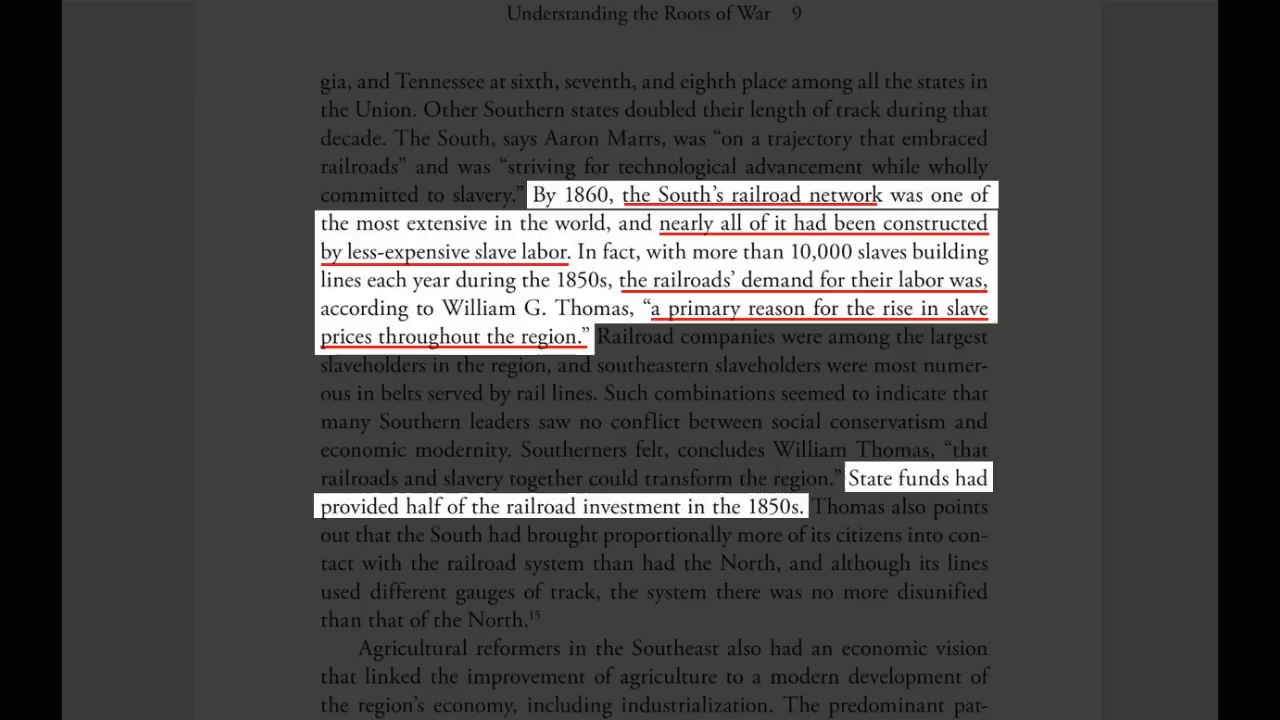 Understanding the Roots of War 9
gia, and Tennessee at sixth, seventh, and eighth place among all the states in
the Union. Other Southern states doubled their length of track during that
decade. The South, says Aaron Marrs, was “on a trajectory that embraced
railroads” and was “striving for technological advancement while wholly
committed to slavery.” By 1860, the South’s railroad network was one of
the most extensive in the world, and nearly all of it had been constructed
by less-expensive slave labor. In fact, with more than 10,000 slaves building
lines each year during the 1850s, the railroads’ demand for their labor was,
according to William G. Thomas, “a primary reason for the rise in slave
prices throughout the region.” Railroad companies were among the largest
slaveholders in the region, and southeastern slaveholders were most numer-
ous in belts served by rail lines. Such combinations seemed to indicate that
many Southern leaders saw no conflict between social conservatism and
economic modernity. Southerners felt, concludes William Thomas, “that
railroads and slavery together could transform the region.” State funds had
provided half of the railroad investment in the 1850s. Thomas also points
out that the South had brought proportionally more of its citizens into con-
tact with the railroad system than had the North, and although its lines
used different gauges of track, the system there was no more disunified
than that of the North.15
Agricultural reformers in the Southeast also had an economic vision
that linked the improvement of agriculture to a modern development of
the region’s economy, including industrialization. The predominant pat-